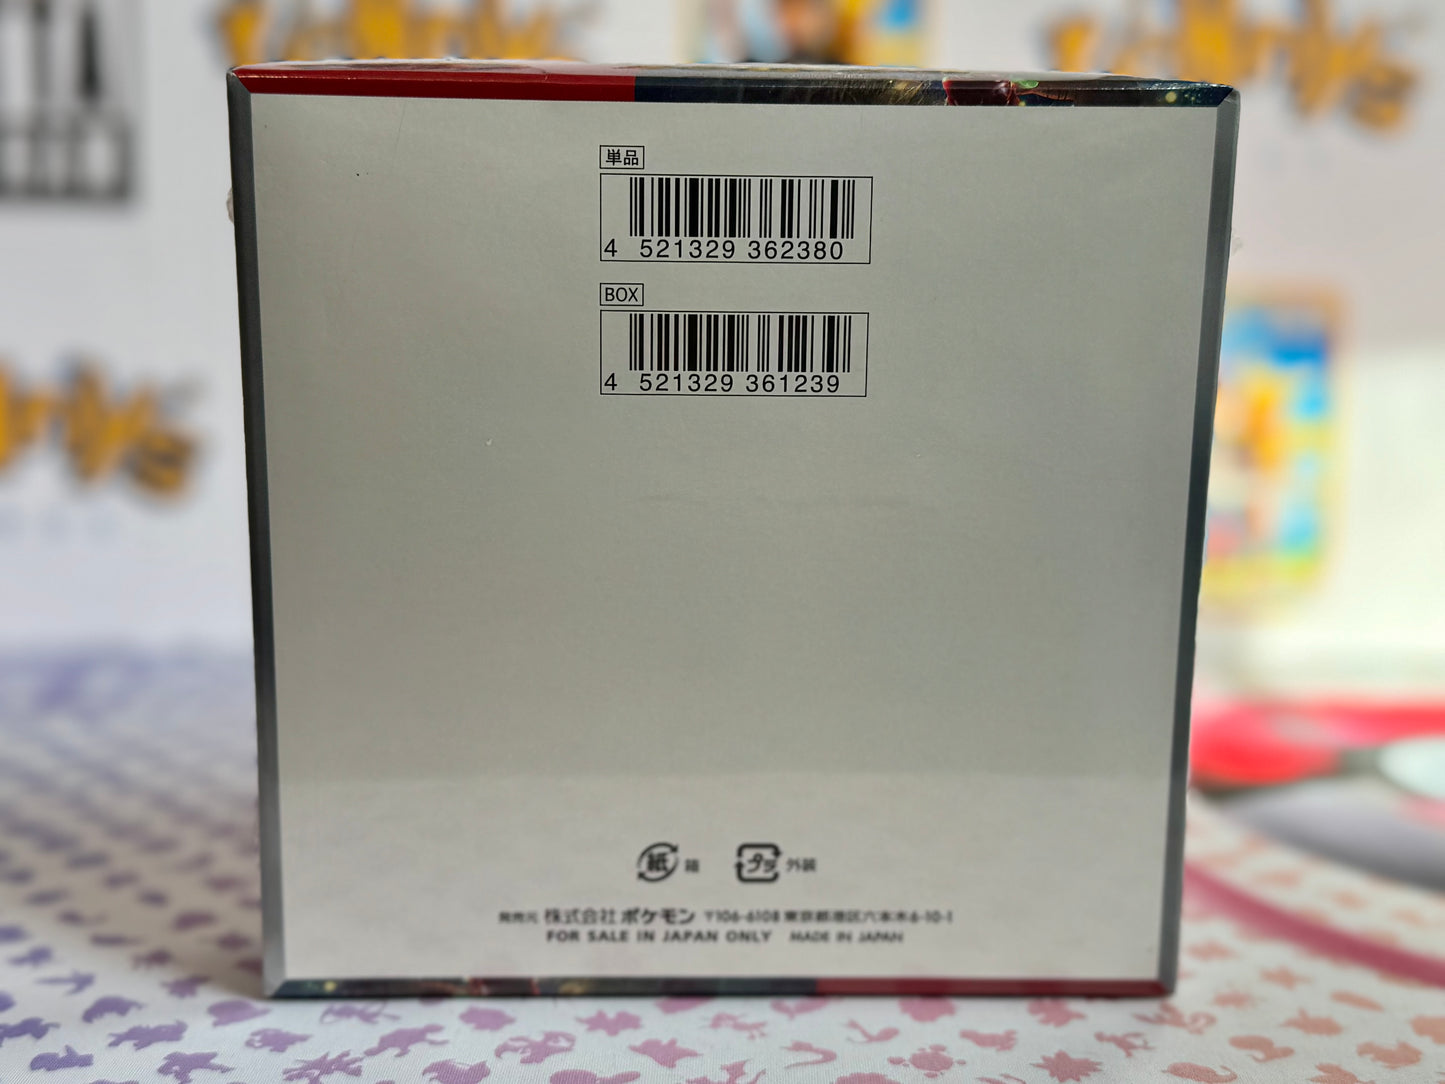 単品
4 521329 362380
BOX
4 521329 361239
紙 箱 プラ 外装
発売元 株式会社 ポケモン 〒106-6108 東京都港区六本木6-10-1
FOR SALE IN JAPAN ONLY MADE IN JAPAN